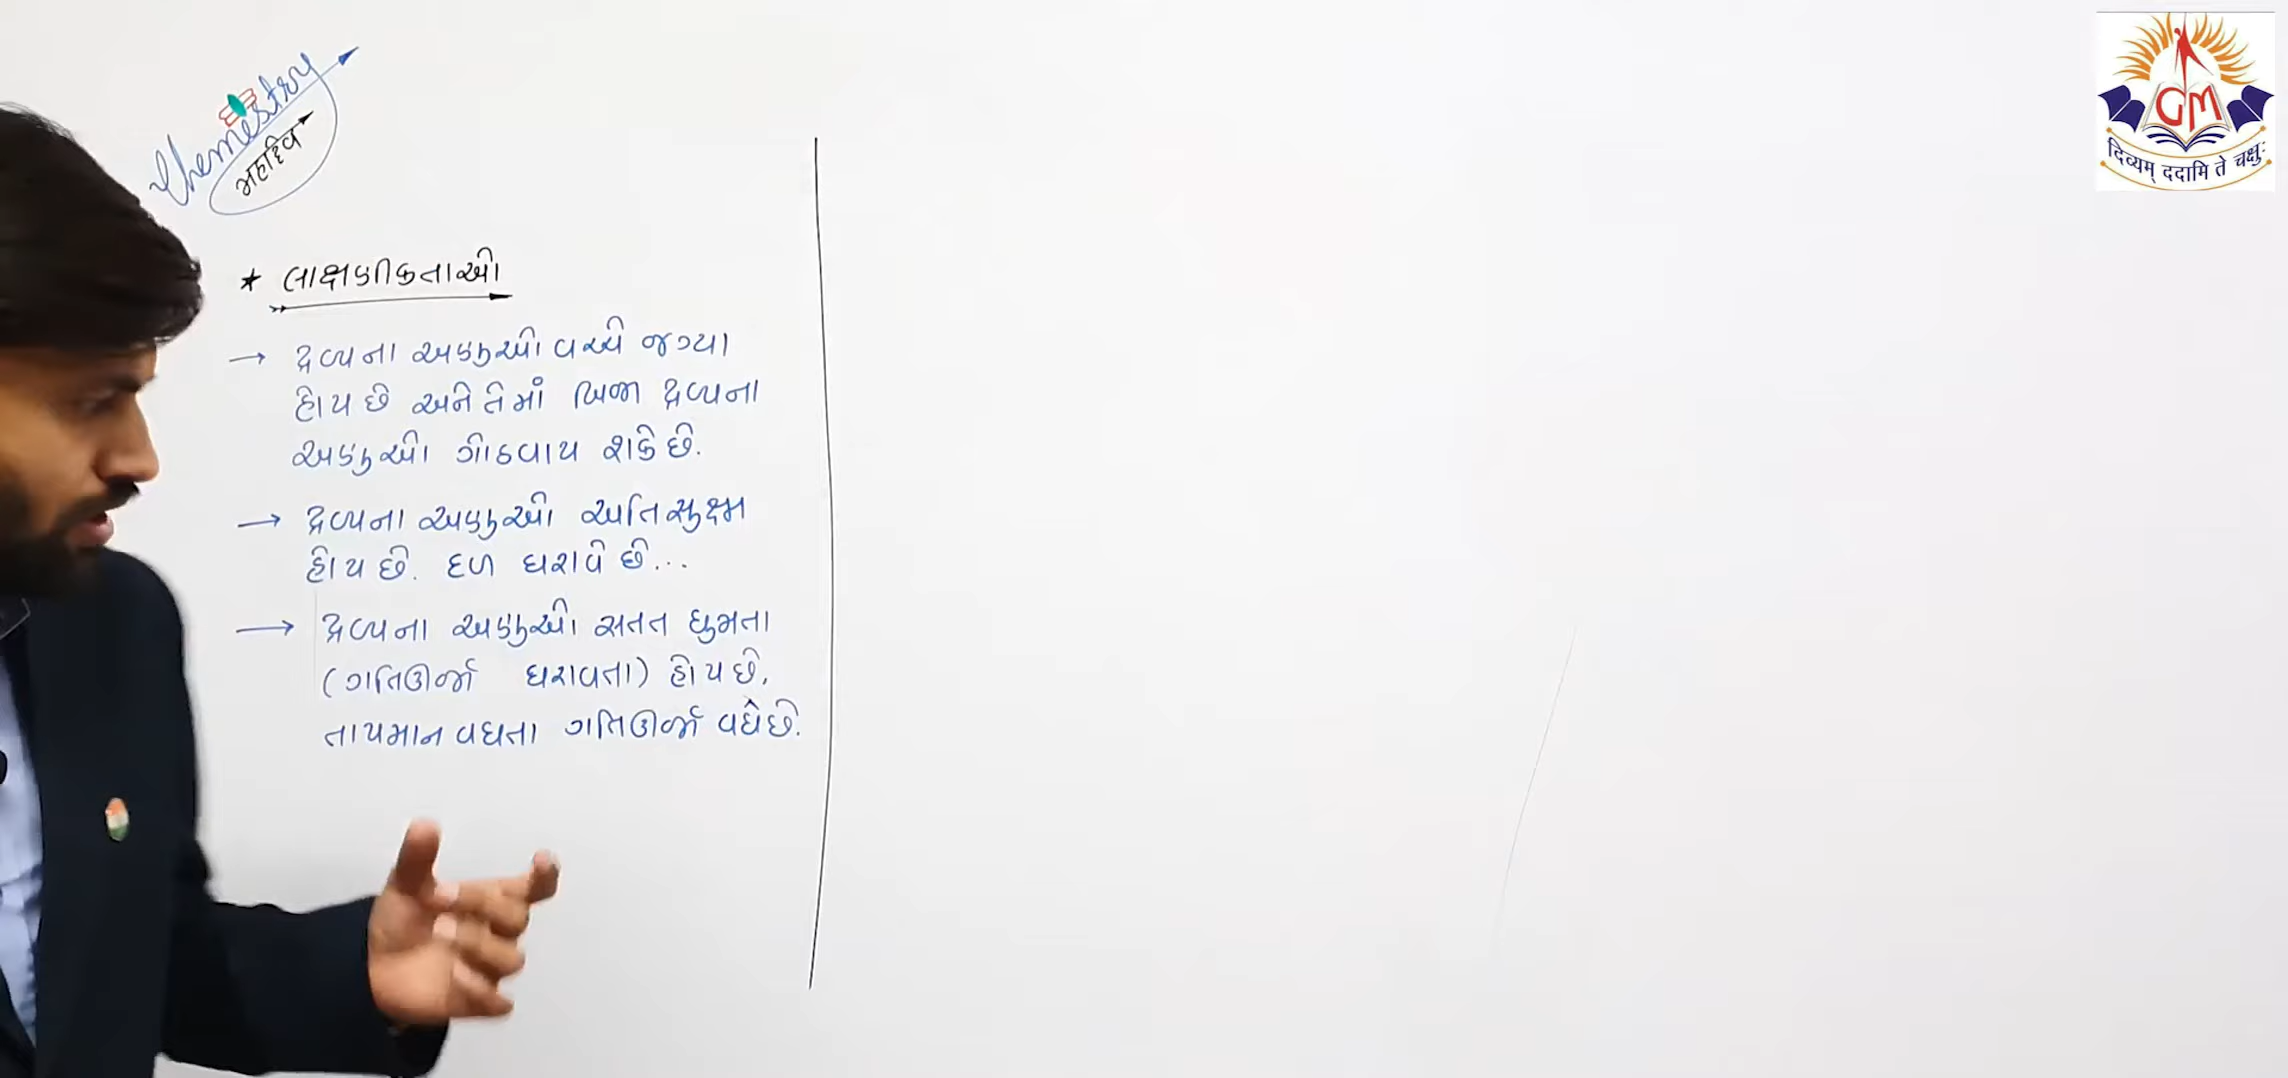 Chemistry
महादेव
* લાક્ષણીકતાઓ
→ દ્રવ્યના અણુઓ વચ્ચે જગ્યા
હોય છે અને તેમાં બિજા દ્રવ્યના
અણુઓ ગોઠવાય શકે છે.
→ દ્રવ્યના અણુઓ અતિ સુક્ષ્મ
હોય છે. દળ ધરાવે છે...
→ દ્રવ્યના અણુઓ સતત ઘુમતા
(ગતિઊર્જા ધરાવતા) હોય છે,
તાપમાન વધતા ગતિઊર્જા વધે છે.
GM
दिव्यम् ददामि ते चक्षुः